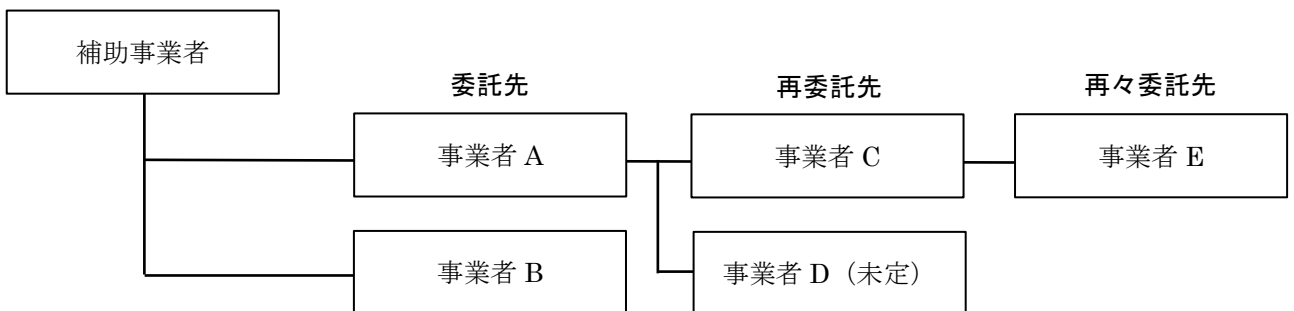 補助事業者
委託先
再委託先
再々委託先
事業者 A
事業者 C
事業者 E
事業者 B
事業者 D（未定）